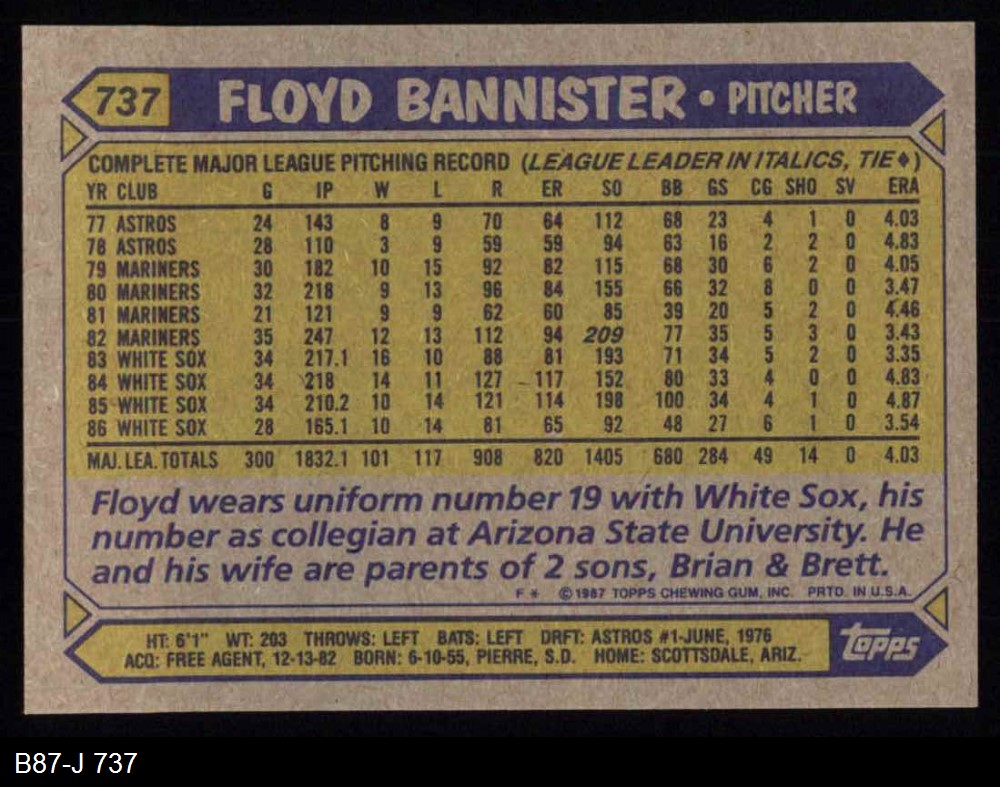 737 FLOYD BANNISTER • PITCHER
COMPLETE MAJOR LEAGUE PITCHING RECORD (LEAGUE LEADER IN ITALICS, TIE♦)
YR CLUB G IP W L R ER SO BB GS CG SHO SV ERA
77 ASTROS 24 143 8 9 70 64 112 68 23 4 1 0 4.03
78 ASTROS 28 110 3 9 59 59 94 63 16 2 2 0 4.83
79 MARINERS 30 182 10 15 92 82 115 68 30 6 2 0 4.05
80 MARINERS 32 218 9 13 96 84 155 66 32 8 0 0 3.47
81 MARINERS 21 121 9 9 62 60 85 39 20 5 2 0 4.46
82 MARINERS 35 247 12 13 112 94 209 77 35 5 3 0 3.43
83 WHITE SOX 34 217.1 16 10 88 81 193 71 34 5 2 0 3.35
84 WHITE SOX 34 218 14 11 127 117 152 80 33 4 0 0 4.83
85 WHITE SOX 34 210.2 10 14 121 114 198 100 34 4 1 0 4.87
86 WHITE SOX 28 165.1 10 14 81 65 92 48 27 6 1 0 3.54
MAJ. LEA. TOTALS 300 1832.1 101 117 908 820 1405 680 284 49 14 0 4.03
Floyd wears uniform number 19 with White Sox, his
number as collegian at Arizona State University. He
and his wife are parents of 2 sons, Brian & Brett.
F * © 1987 TOPPS CHEWING GUM, INC. PRTD. IN U.S.A.
HT: 6'1" WT: 203 THROWS: LEFT BATS: LEFT DRFT: ASTROS #1-JUNE, 1976
ACQ: FREE AGENT, 12-13-82 BORN: 6-10-55, PIERRE, S.D. HOME: SCOTTSDALE, ARIZ.
topps
B87-J 737